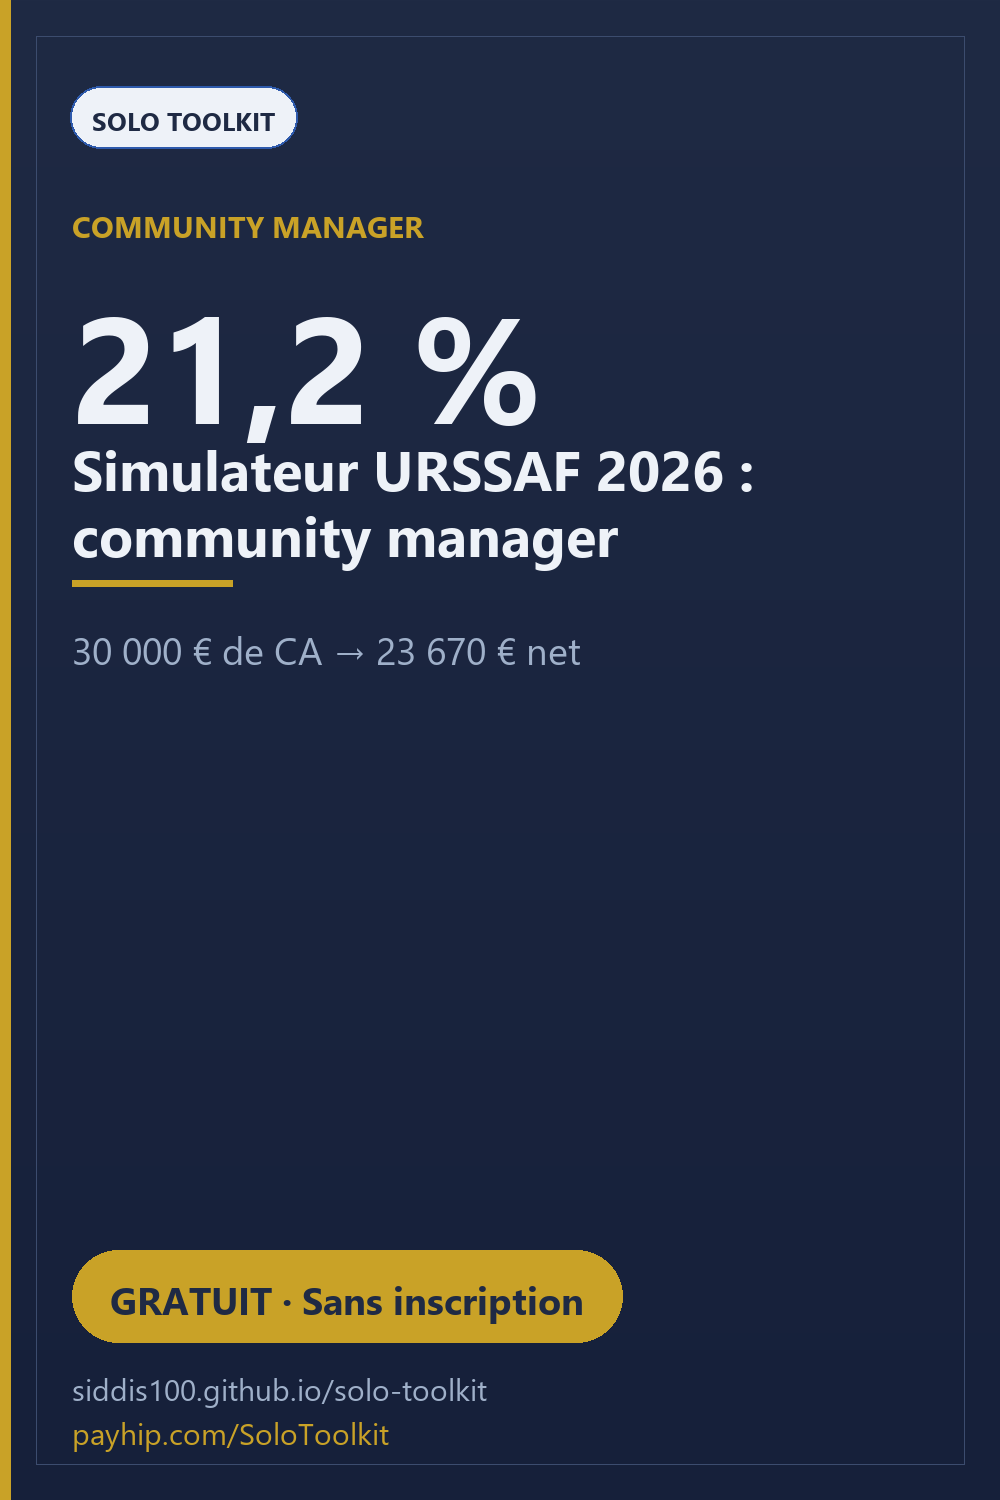 SOLO TOOLKIT
COMMUNITY MANAGER
21,2 %
Simulateur URSSAF 2026 :
community manager
30 000 € de CA → 23 670 € net
GRATUIT · Sans inscription
siddis100.github.io/solo-toolkit
payhip.com/SoloToolkit